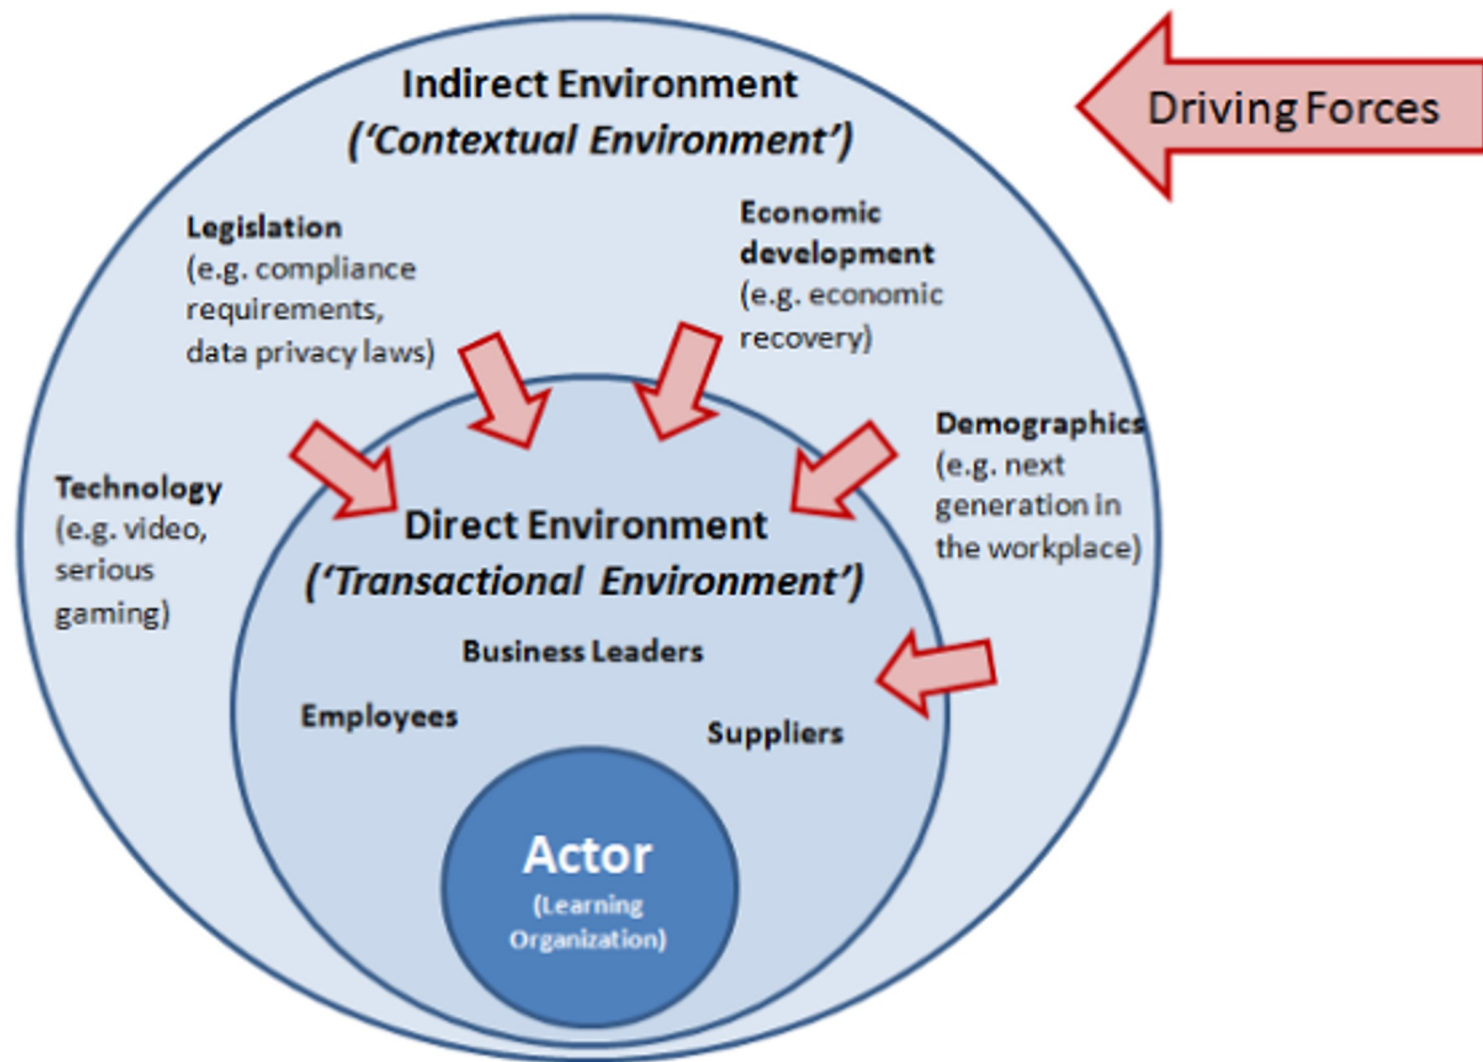 Indirect Environment
(‘Contextual Environment’)
Driving Forces
Legislation
(e.g. compliance
requirements,
data privacy laws)
Economic
development
(e.g. economic
recovery)
Technology
(e.g. video,
serious
gaming)
Demographics
(e.g. next
generation in
the workplace)
Direct Environment
(‘Transactional Environment’)
Business Leaders
Employees
Suppliers
Actor
(Learning
Organization)